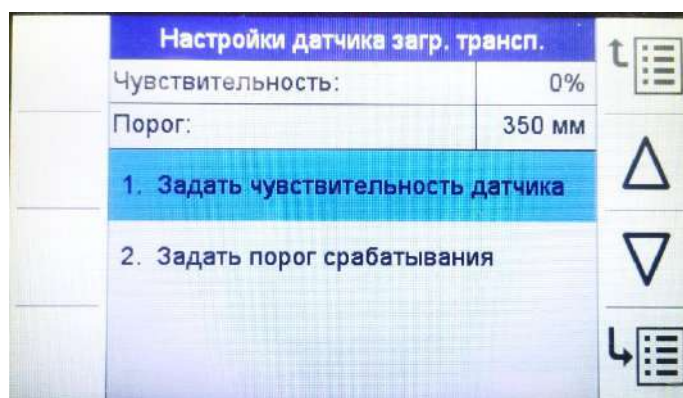 Настройки датчика загр. трансп.
Чувствительность: 0%
Порог: 350 мм
1. Задать чувствительность датчика
2. Задать порог срабатывания